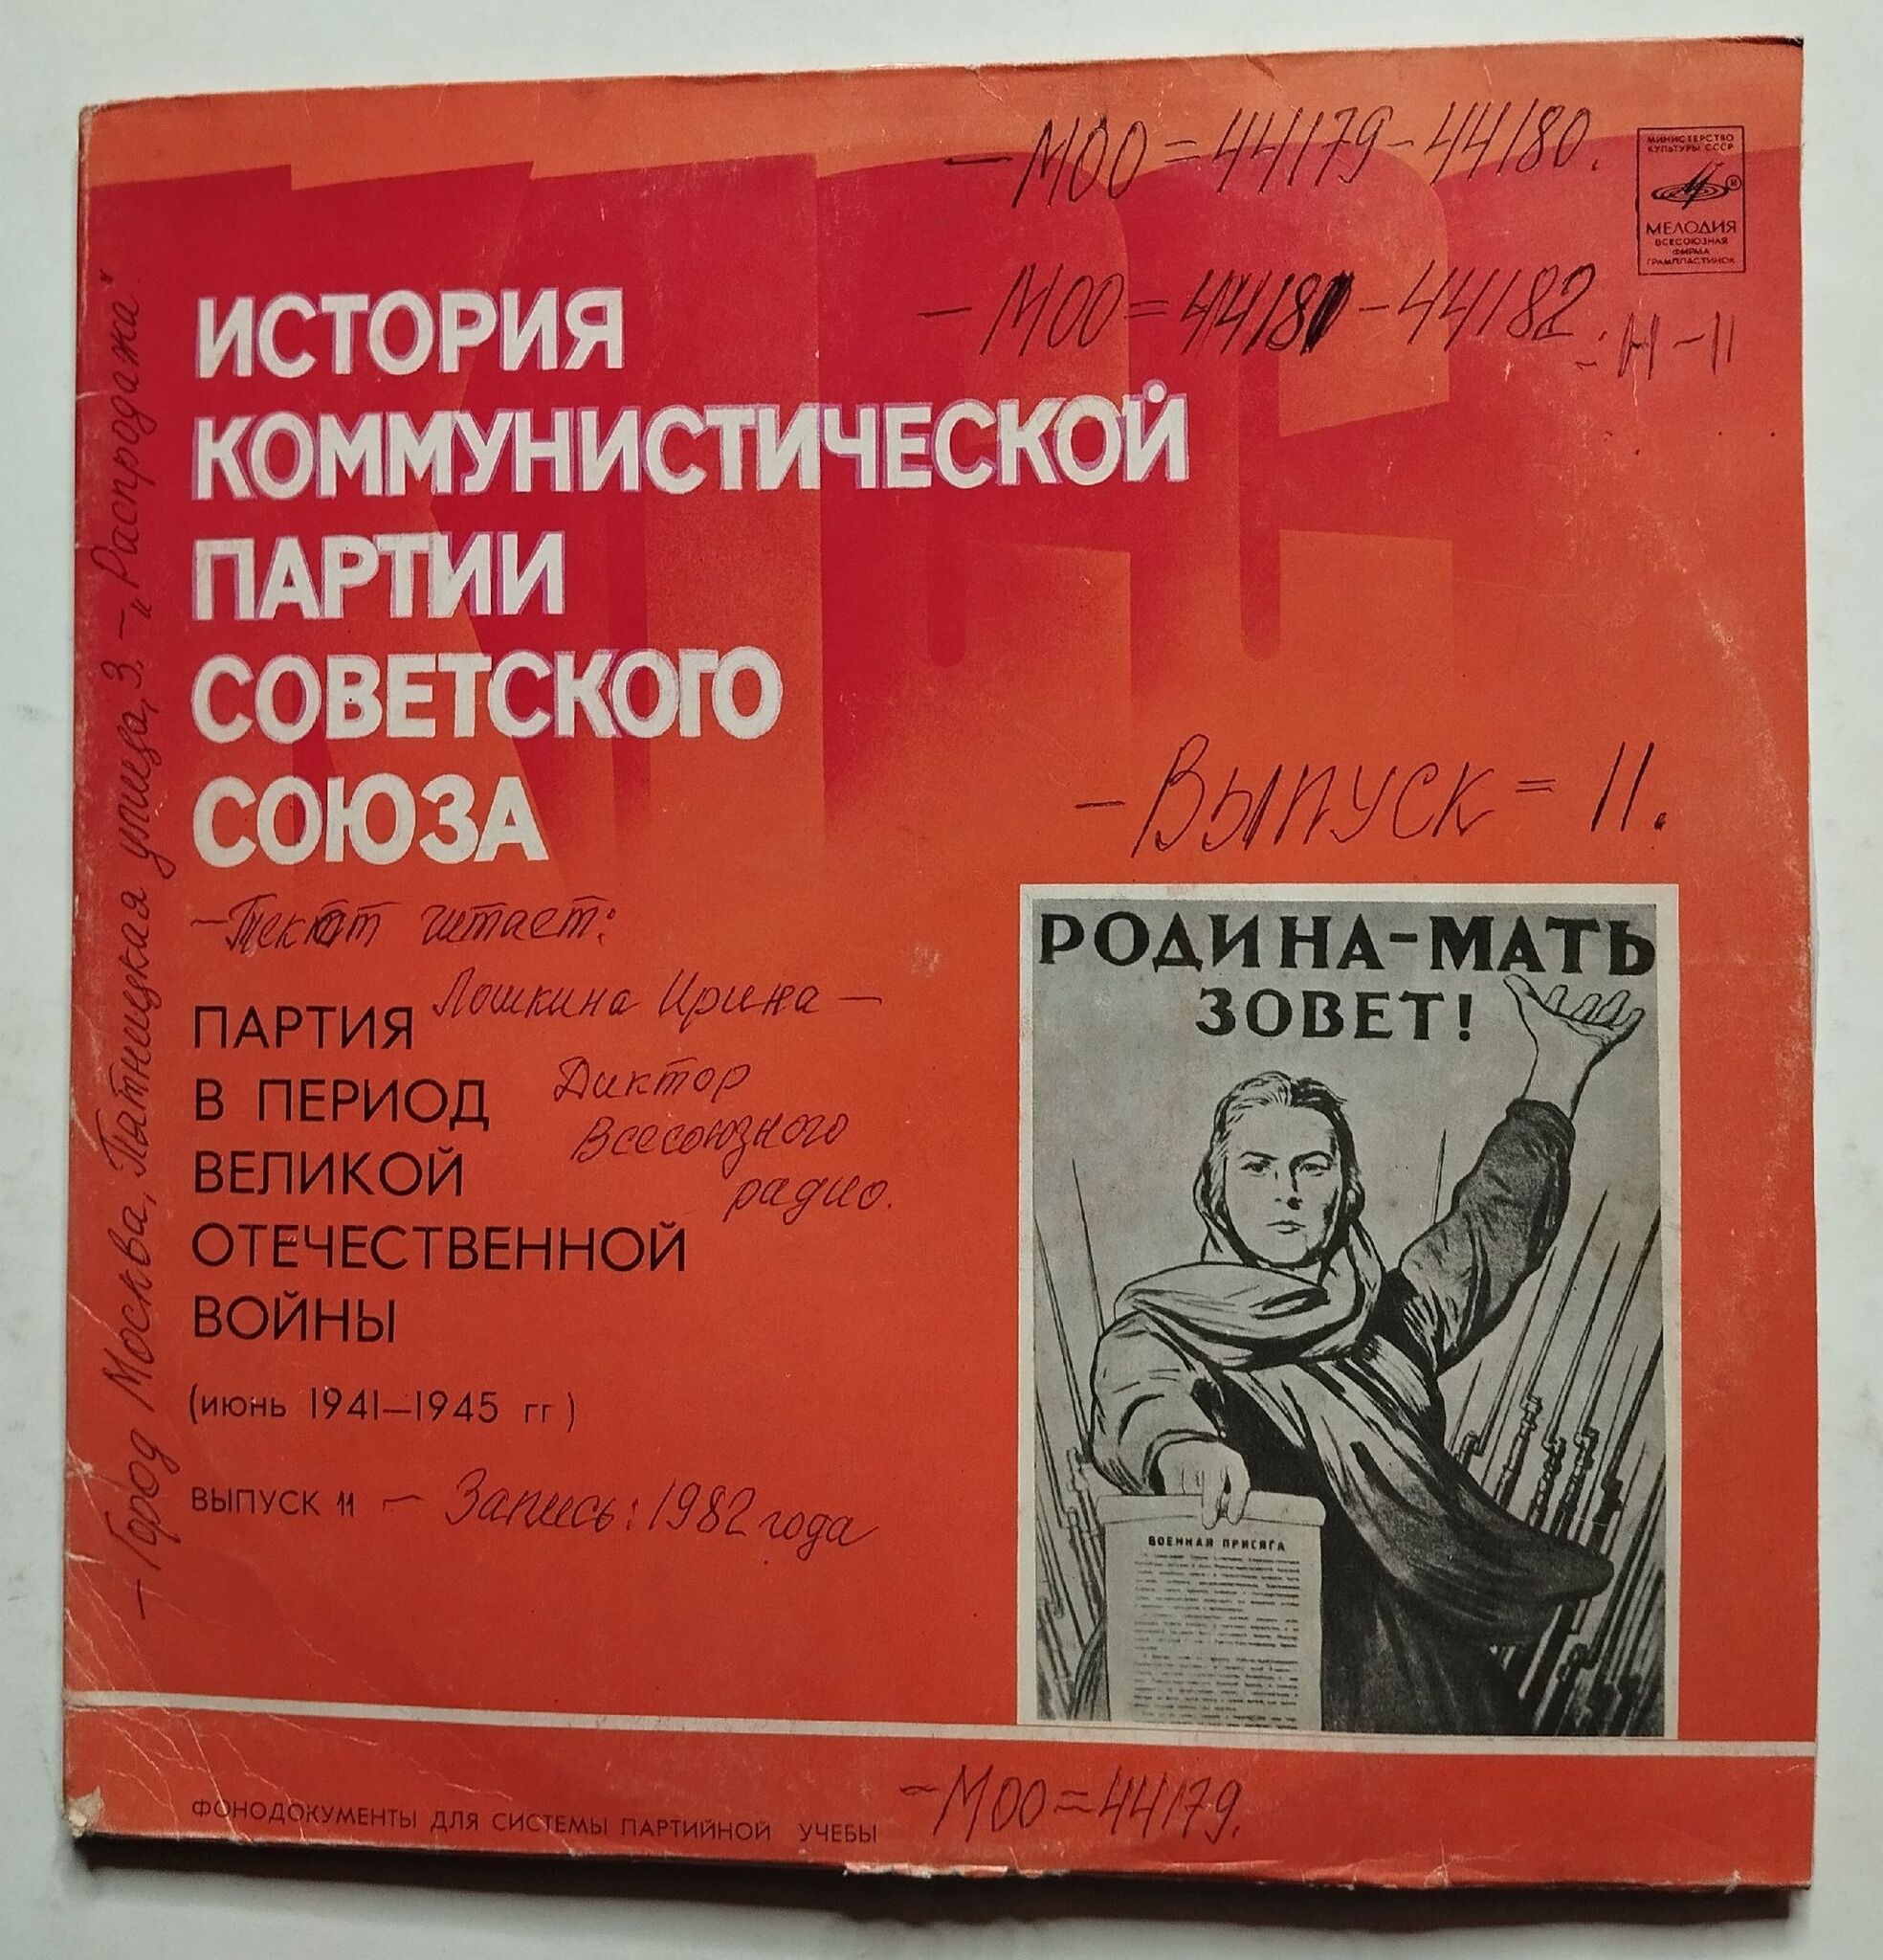 — М00 = 44179 - 44180.
МИНИСТЕРСТВО
КУЛЬТУРЫ СССР
МЕЛОДИЯ
ВСЕСОЮЗНАЯ
ФИРМА
ГРАМПЛАСТИНОК
— М00 = 44181 - 44182.
- Н - 11
ИСТОРИЯ
КОММУНИСТИЧЕСКОЙ
ПАРТИИ
СОВЕТСКОГО
СОЮЗА
— Выпуск = 11.
— Текст читает:
Лошкина Ирина —
Диктор
Всесоюзного
радио.
ПАРТИЯ
В ПЕРИОД
ВЕЛИКОЙ
ОТЕЧЕСТВЕННОЙ
ВОЙНЫ
(июнь 1941—1945 гг)
ВЫПУСК 11 — Запись: 1982 года
РОДИНА-МАТЬ
ЗОВЕТ!
ВОЕННАЯ ПРИСЯГА
— Город Москва, Пятницкая улица, 3. — „Распродажа“.
ФОНОДОКУМЕНТЫ ДЛЯ СИСТЕМЫ ПАРТИЙНОЙ УЧЕБЫ
— М00 = 44179.